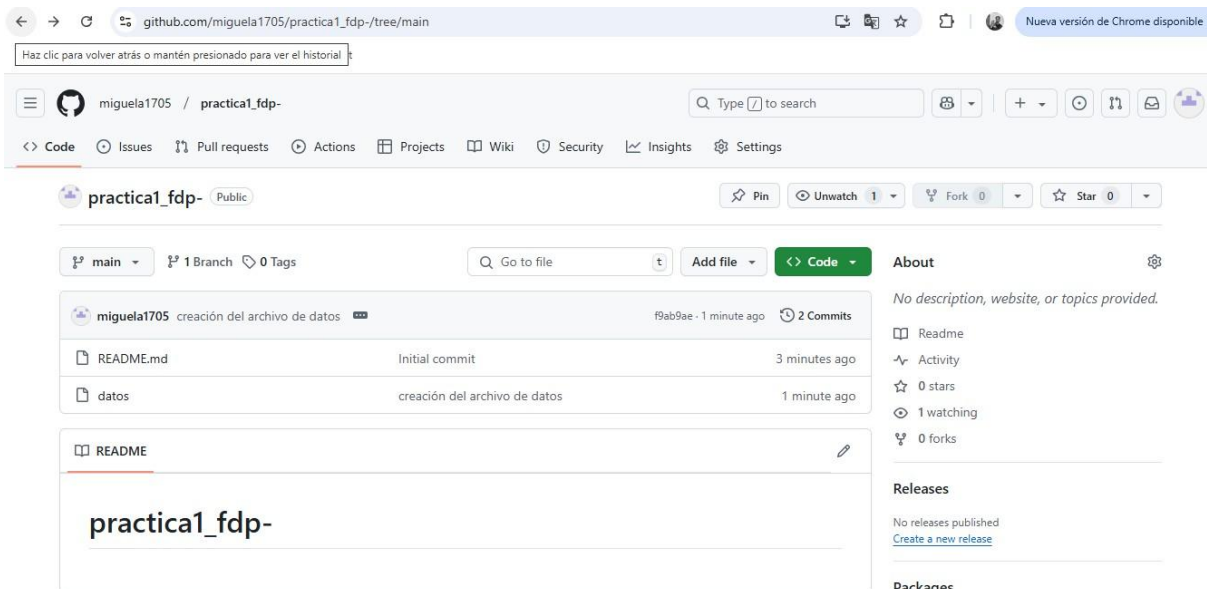 github.com/miguela1705/practica1_fdp-/tree/main
Nueva versión de Chrome disponible
Haz clic para volver atrás o mantén presionado para ver el historial
miguela1705 / practica1_fdp-
Type / to search
Code Issues Pull requests Actions Projects Wiki Security Insights Settings
practica1_fdp- Public
Pin Unwatch 1 Fork 0 Star 0
main 1 Branch 0 Tags Go to file t Add file <> Code
About
No description, website, or topics provided.
miguela1705 creación del archivo de datos f9ab9ae · 1 minute ago 2 Commits
README.md Initial commit 3 minutes ago
datos creación del archivo de datos 1 minute ago
Readme
Activity
0 stars
1 watching
0 forks
README
practica1_fdp-
Releases
No releases published
Create a new release
Packages